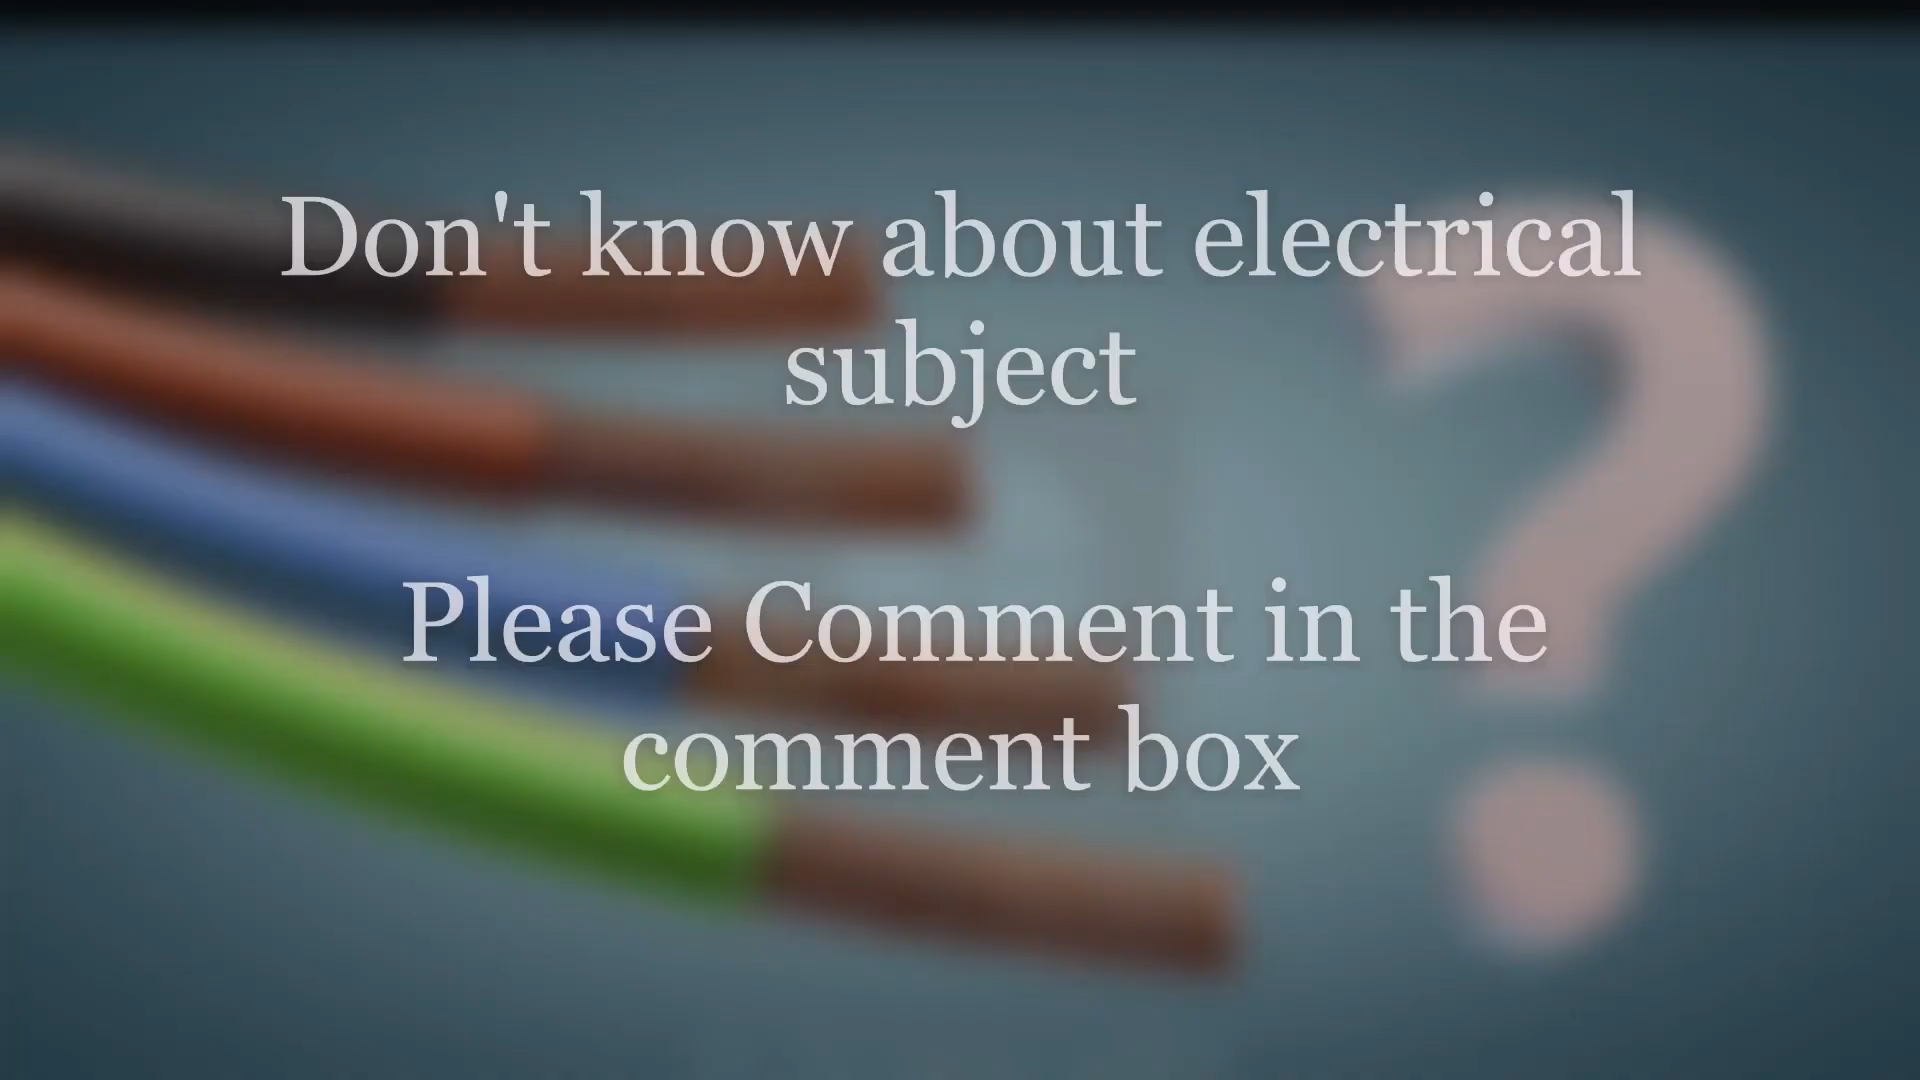 Don't know about electrical
subject
Please Comment in the
comment box